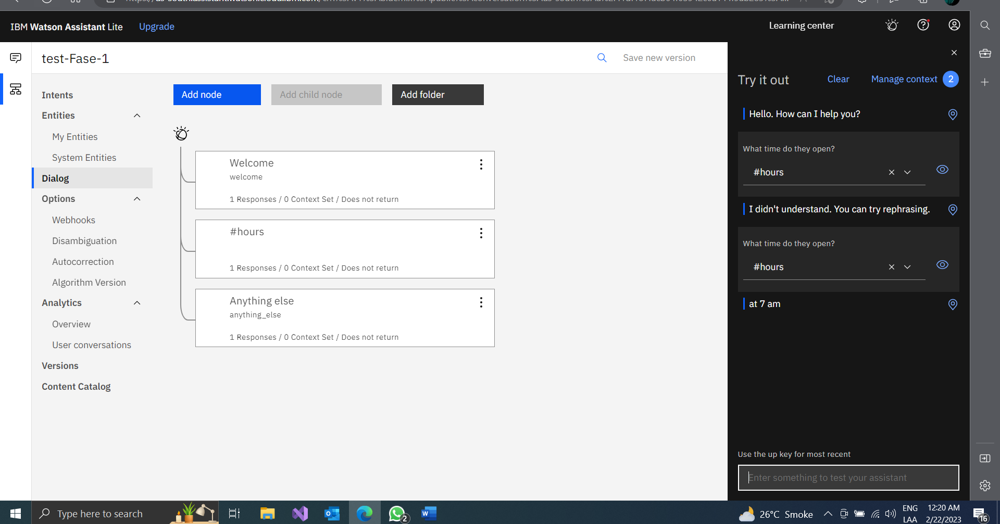 IBM Watson Assistant Lite
Upgrade
Learning center
test-Fase-1
Save new version
Intents
Entities
My Entities
System Entities
Dialog
Options
Webhooks
Disambiguation
Autocorrection
Algorithm Version
Analytics
Overview
User conversations
Versions
Content Catalog
Add node
Add child node
Add folder
Welcome
welcome
1 Responses / 0 Context Set / Does not return
#hours
1 Responses / 0 Context Set / Does not return
Anything else
anything_else
1 Responses / 0 Context Set / Does not return
Try it out
Clear
Manage context 2
Hello. How can I help you?
What time do they open?
#hours
I didn't understand. You can try rephrasing.
What time do they open?
#hours
at 7 am
Use the up key for most recent
Enter something to test your assistant
Type here to search
2
26°C Smoke
ENG
LAA
12:20 AM
2/22/2023
16